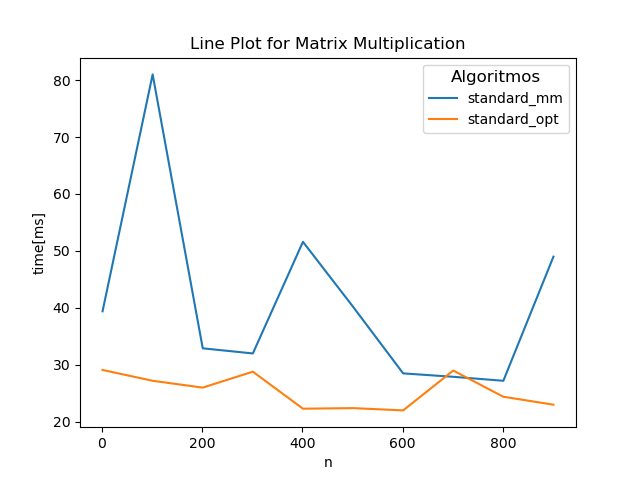 Line Plot for Matrix Multiplication
Algoritmos
standard_mm
standard_opt
time[ms]
80
70
60
50
40
30
20
0 200 400 600 800
n